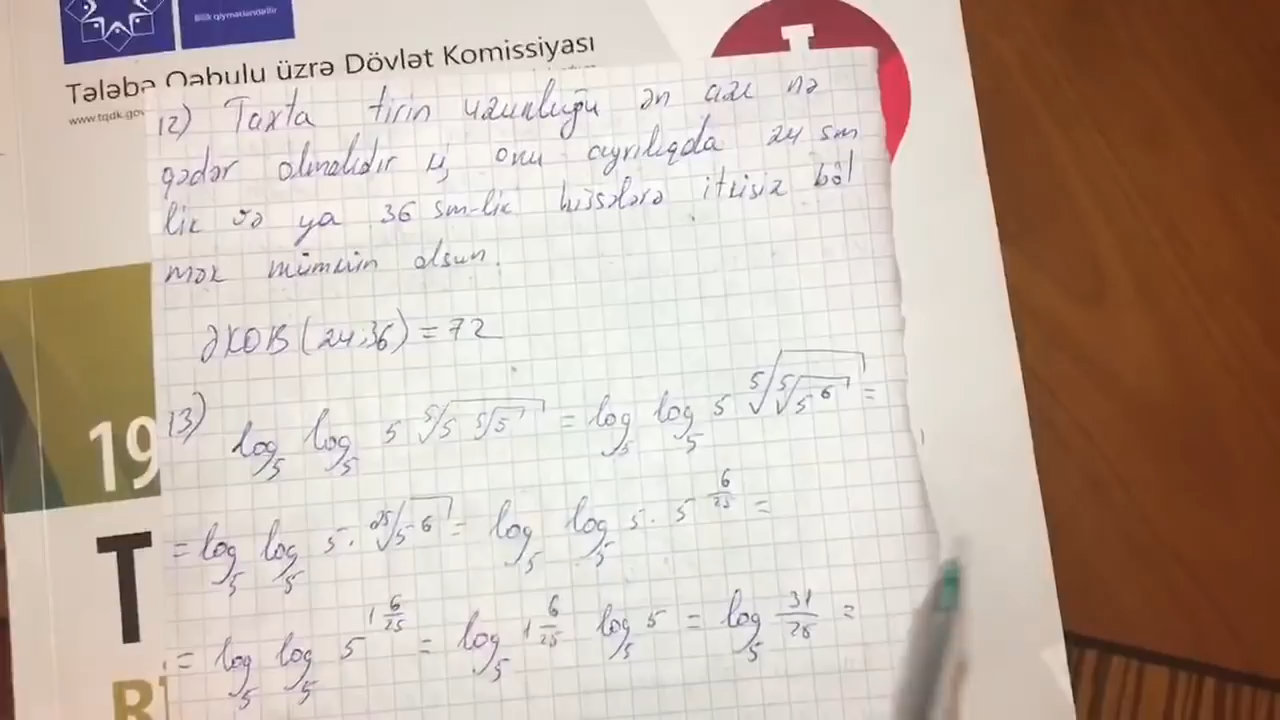 Bilik qiymətləndirilir
Tələbə Qəbulu üzrə Dövlət Komissiyası
www.tqdk.gov
12) Taxta tirin uzunluğu ən azı nə
qədər olmalıdır ki, onu ayrılıqda 24 sm
lik və ya 36 sm-lik hissələrə itkisiz böl
mək mümkün olsun.
ƏKOB (24;36) = 72
19
13) log₅ log₅ 5 ⁵√(5 ⁵√5) = log₅ log₅ 5 ⁵√(⁵√(5⁶)) =
= log₅ log₅ 5 · ²⁵√(5⁶) = log₅ log₅ 5 · 5^(6/25) =
T
= log₅ log₅ 5^(1 6/25) = log₅ 1 6/25 log₅ 5 = log₅ 31/25 =